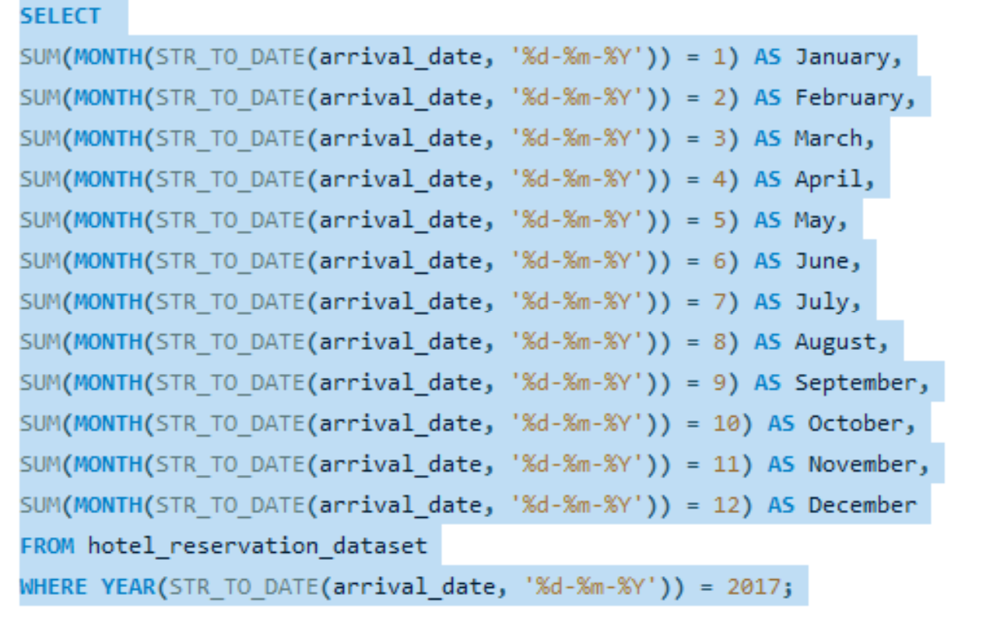 SELECT
SUM(MONTH(STR_TO_DATE(arrival_date, '%d-%m-%Y')) = 1) AS January,
SUM(MONTH(STR_TO_DATE(arrival_date, '%d-%m-%Y')) = 2) AS February,
SUM(MONTH(STR_TO_DATE(arrival_date, '%d-%m-%Y')) = 3) AS March,
SUM(MONTH(STR_TO_DATE(arrival_date, '%d-%m-%Y')) = 4) AS April,
SUM(MONTH(STR_TO_DATE(arrival_date, '%d-%m-%Y')) = 5) AS May,
SUM(MONTH(STR_TO_DATE(arrival_date, '%d-%m-%Y')) = 6) AS June,
SUM(MONTH(STR_TO_DATE(arrival_date, '%d-%m-%Y')) = 7) AS July,
SUM(MONTH(STR_TO_DATE(arrival_date, '%d-%m-%Y')) = 8) AS August,
SUM(MONTH(STR_TO_DATE(arrival_date, '%d-%m-%Y')) = 9) AS September,
SUM(MONTH(STR_TO_DATE(arrival_date, '%d-%m-%Y')) = 10) AS October,
SUM(MONTH(STR_TO_DATE(arrival_date, '%d-%m-%Y')) = 11) AS November,
SUM(MONTH(STR_TO_DATE(arrival_date, '%d-%m-%Y')) = 12) AS December
FROM hotel_reservation_dataset
WHERE YEAR(STR_TO_DATE(arrival_date, '%d-%m-%Y')) = 2017;